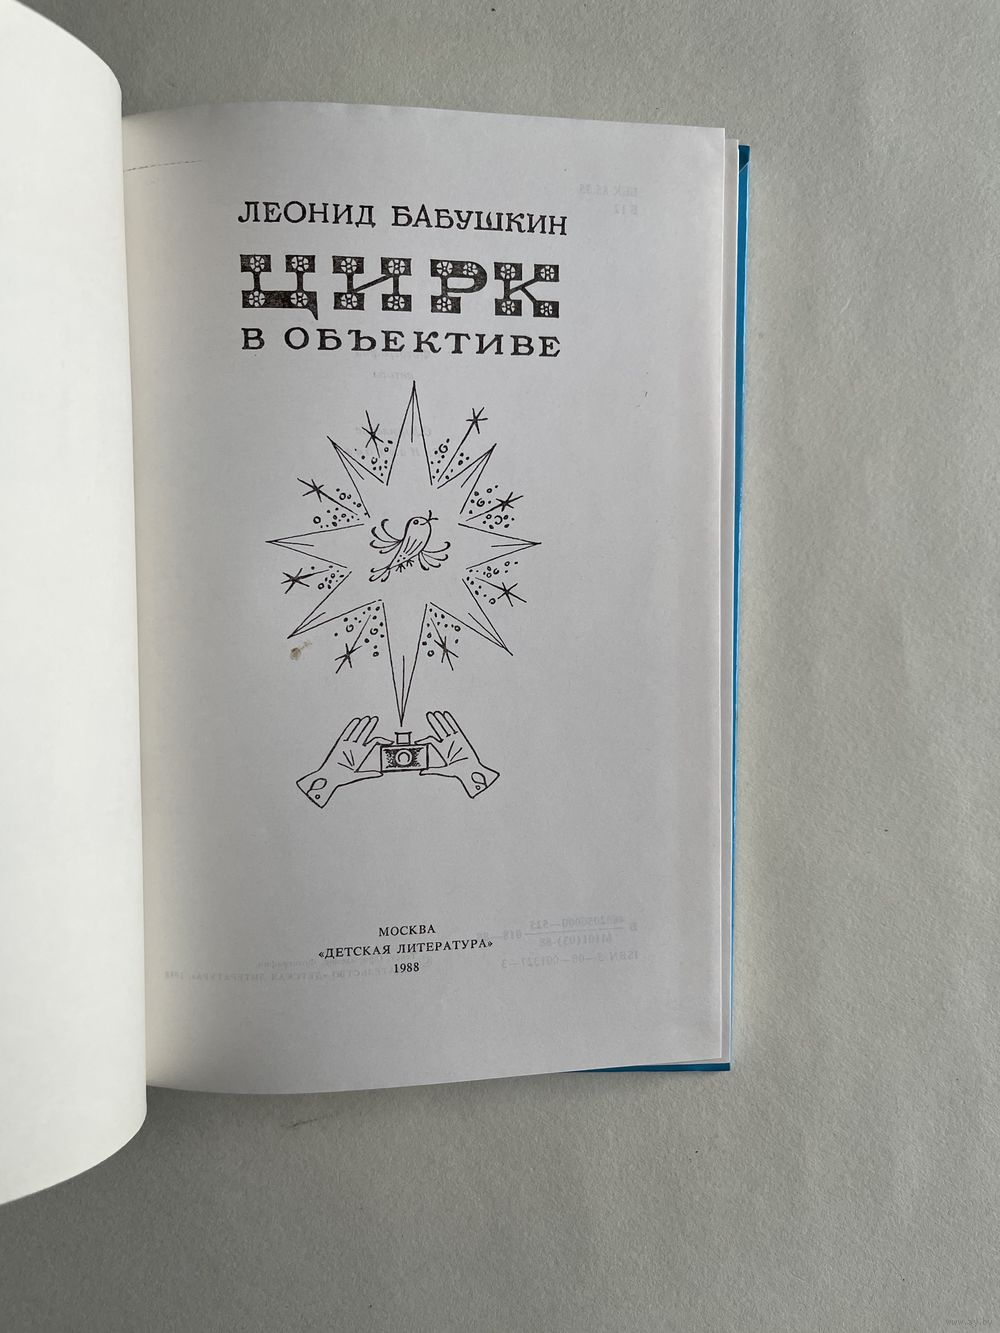 ЛЕОНИД БАБУШКИН
ЦИРК
В ОБЪЕКТИВЕ
МОСКВА
«ДЕТСКАЯ ЛИТЕРАТУРА»
1988